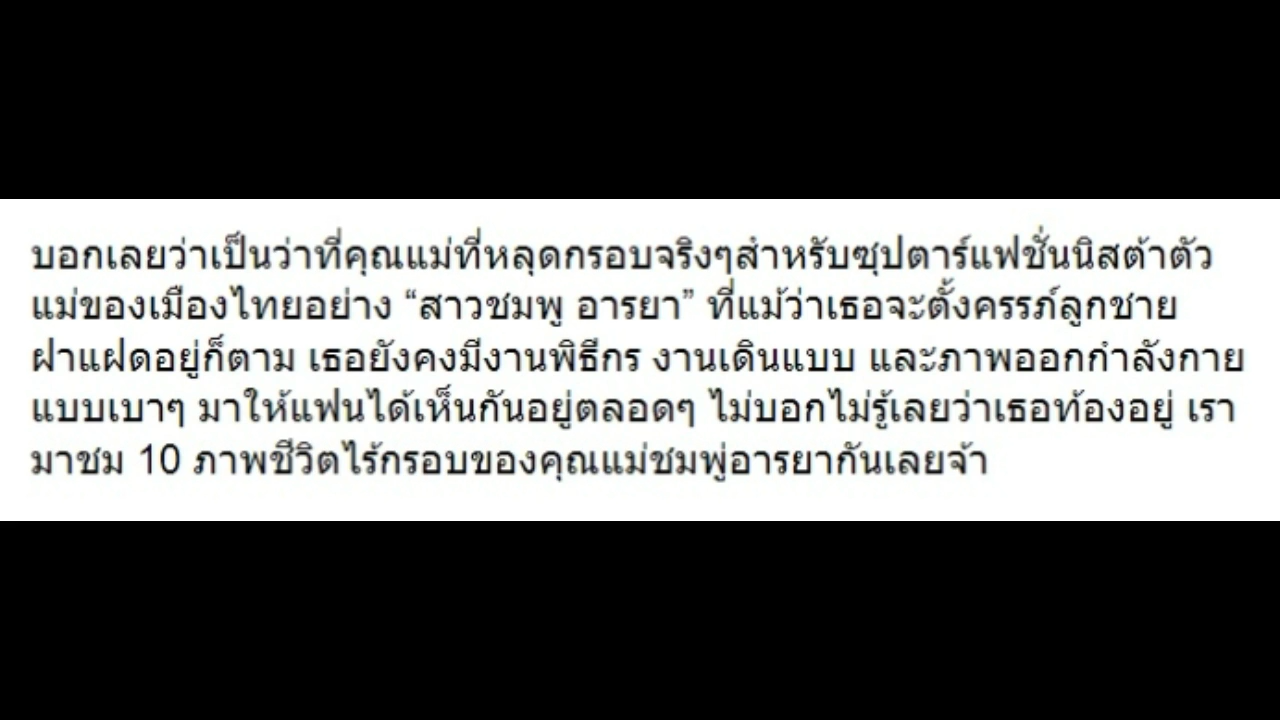 บอกเลยว่าเป็นว่าที่คุณแม่ที่หลุดกรอบจริงๆสำหรับซุปตาร์แฟชั่นนิสต้าตัว
แม่ของเมืองไทยอย่าง “สาวชมพู อารยา” ที่แม้ว่าเธอจะตั้งครรภ์ลูกชาย
ฝาแฝดอยู่ก็ตาม เธอยังคงมีงานพิธีกร งานเดินแบบ และภาพออกกำลังกาย
แบบเบาๆ มาให้แฟนได้เห็นกันอยู่ตลอดๆ ไม่บอกไม่รู้เลยว่าเธอท้องอยู่ เรา
มาชม 10 ภาพชีวิตไร้กรอบของคุณแม่ชมพู่อารยากันเลยจ้า